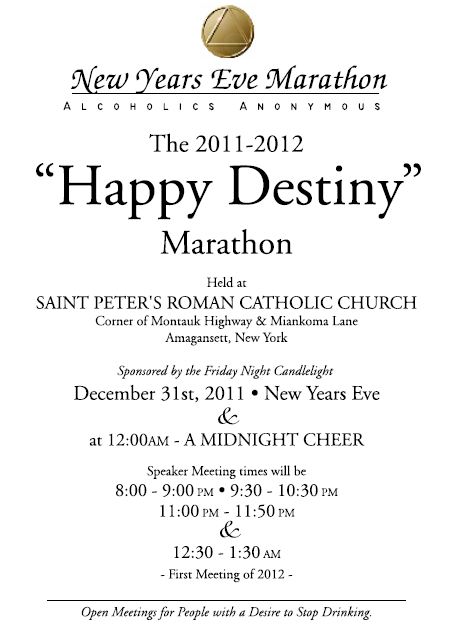 New Years Eve Marathon
ALCOHOLICS ANONYMOUS
The 2011-2012
“Happy Destiny”
Marathon
Held at
SAINT PETER'S ROMAN CATHOLIC CHURCH
Corner of Montauk Highway & Miankoma Lane
Amagansett, New York
Sponsored by the Friday Night Candlelight
December 31st, 2011 • New Years Eve
&
at 12:00AM - A MIDNIGHT CHEER
Speaker Meeting times will be
8:00 - 9:00 PM • 9:30 - 10:30 PM
11:00 PM - 11:50 PM
&
12:30 - 1:30 AM
- First Meeting of 2012 -
Open Meetings for People with a Desire to Stop Drinking.